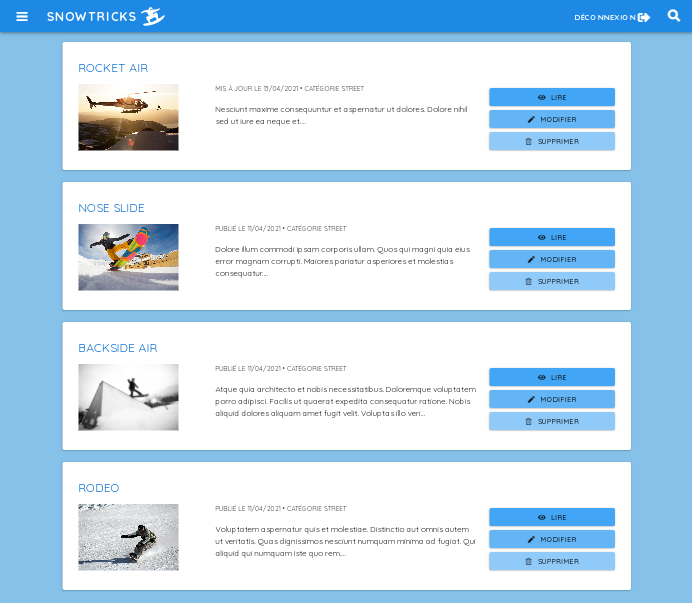 SNOWTRICKS
DÉCONNEXION
ROCKET AIR
MIS À JOUR LE 13/04/2021 • CATÉGORIE STREET
Nesciunt maxime consequuntur et aspernatur ut dolores. Dolore nihil
sed ut iure ea neque et...
LIRE
MODIFIER
SUPPRIMER
NOSE SLIDE
PUBLIÉ LE 11/04/2021 • CATÉGORIE STREET
Dolore illum commodi ipsam corporis ullam. Quos qui magni quia eius
error magnam corrupti. Maiores pariatur asperiores et molestias
consequatur....
LIRE
MODIFIER
SUPPRIMER
BACKSIDE AIR
PUBLIÉ LE 11/04/2021 • CATÉGORIE STREET
Atque quia architecto et nobis necessitatibus. Doloremque voluptatem
porro adipisci. Facilis ut quaerat expedita consequatur ratione. Nobis
aliquid dolores aliquam amet fugit velit. Voluptas illo veri...
LIRE
MODIFIER
SUPPRIMER
RODEO
PUBLIÉ LE 11/04/2021 • CATÉGORIE STREET
Voluptatem aspernatur quis et molestiae. Distinctio aut omnis autem
ut veritatis. Quas dignissimos nesciunt numquam minima ad fugiat. Qui
aliquid qui numquam iste quo rem...
LIRE
MODIFIER
SUPPRIMER